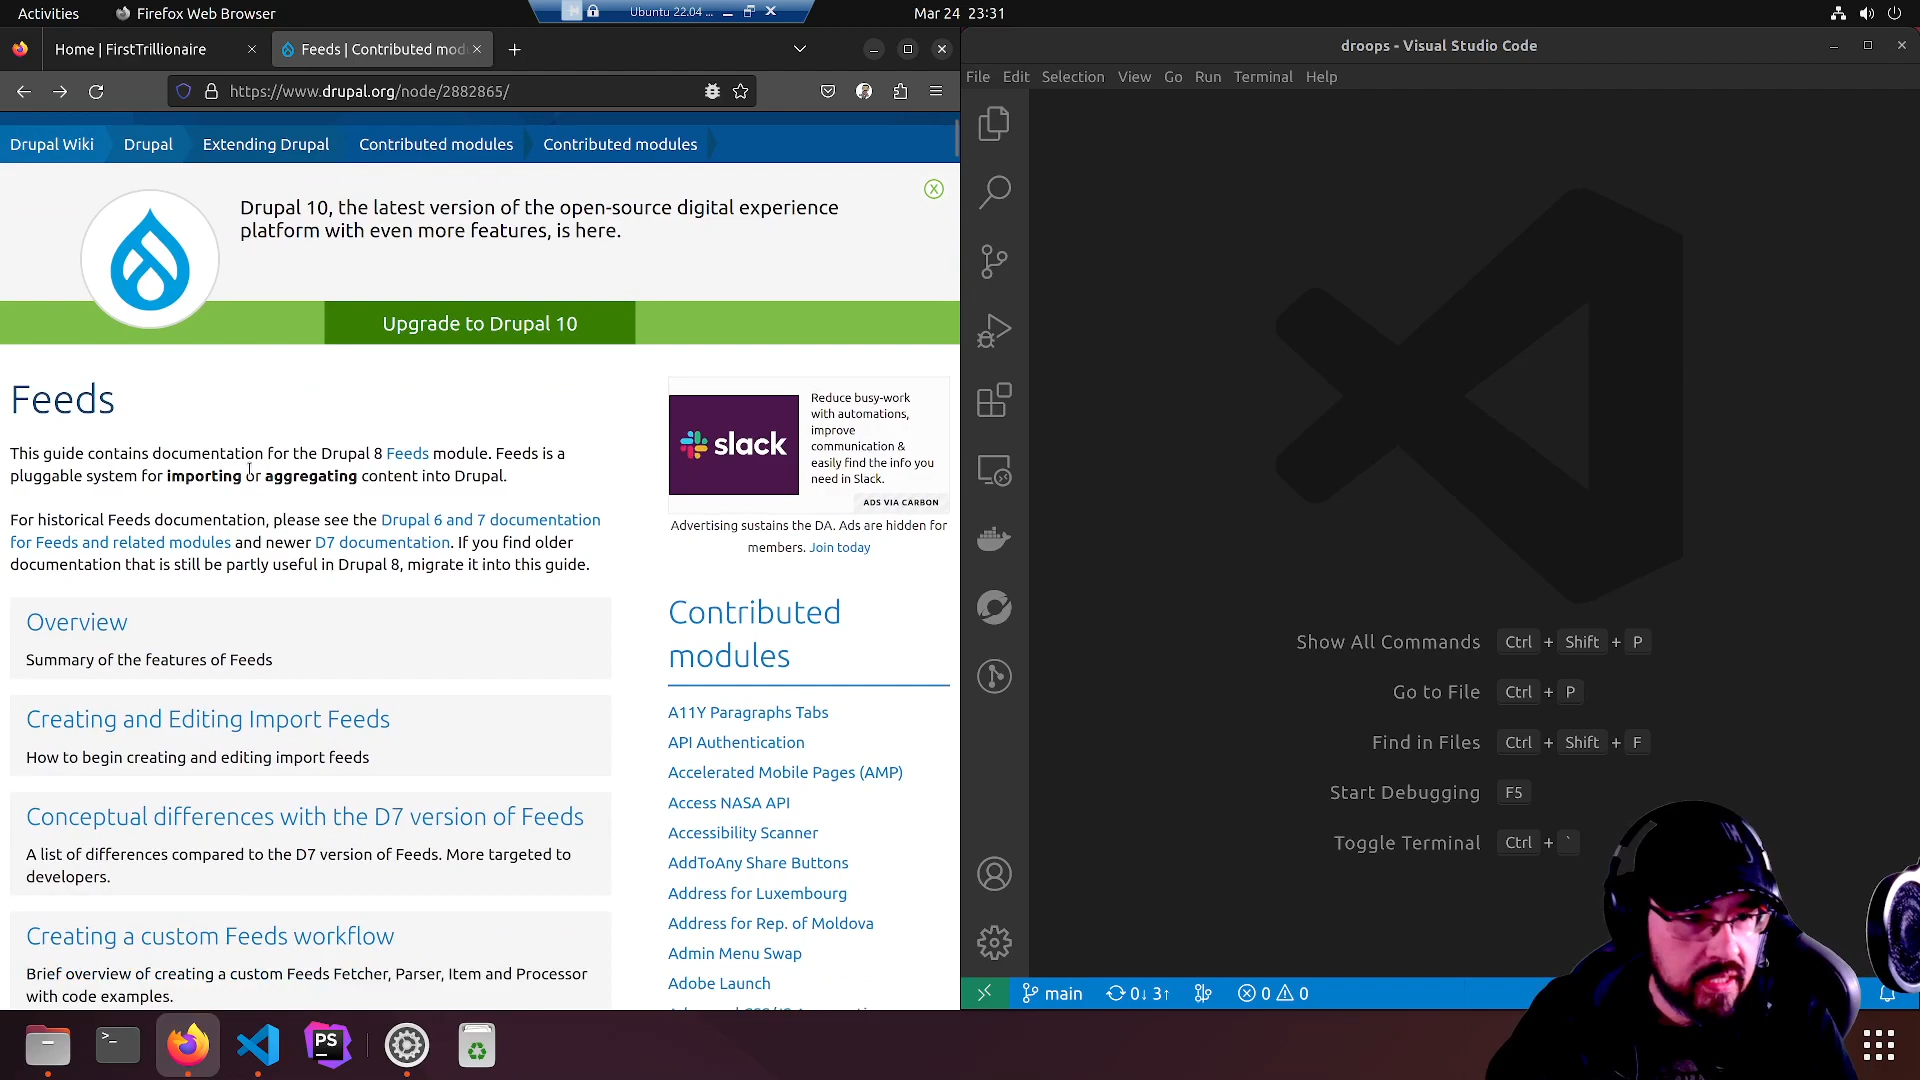 Activities
Firefox Web Browser
Ubuntu 22.04 ...
Mar 24 23:31
Home | FirstTrillionaire
Feeds | Contributed mod
https://www.drupal.org/node/2882865/
Drupal Wiki
Drupal
Extending Drupal
Contributed modules
Contributed modules
Drupal 10, the latest version of the open-source digital experience
platform with even more features, is here.
Upgrade to Drupal 10
Feeds
This guide contains documentation for the Drupal 8 Feeds module. Feeds is a
pluggable system for importing or aggregating content into Drupal.
For historical Feeds documentation, please see the Drupal 6 and 7 documentation
for Feeds and related modules and newer D7 documentation. If you find older
documentation that is still be partly useful in Drupal 8, migrate it into this guide.
Overview
Summary of the features of Feeds
Creating and Editing Import Feeds
How to begin creating and editing import feeds
Conceptual differences with the D7 version of Feeds
A list of differences compared to the D7 version of Feeds. More targeted to
developers.
Creating a custom Feeds workflow
Brief overview of creating a custom Feeds Fetcher, Parser, Item and Processor
with code examples.
slack
Reduce busy-work
with automations,
improve
communication &
easily find the info you
need in Slack.
ADS VIA CARBON
Advertising sustains the DA. Ads are hidden for
members. Join today
Contributed
modules
A11Y Paragraphs Tabs
API Authentication
Accelerated Mobile Pages (AMP)
Access NASA API
Accessibility Scanner
AddToAny Share Buttons
Address for Luxembourg
Address for Rep. of Moldova
Admin Menu Swap
Adobe Launch
droops - Visual Studio Code
File Edit Selection View Go Run Terminal Help
Show All Commands Ctrl + Shift + P
Go to File Ctrl + P
Find in Files Ctrl + Shift + F
Start Debugging F5
Toggle Terminal Ctrl + `
main
0↓ 3↑
0
0
PS